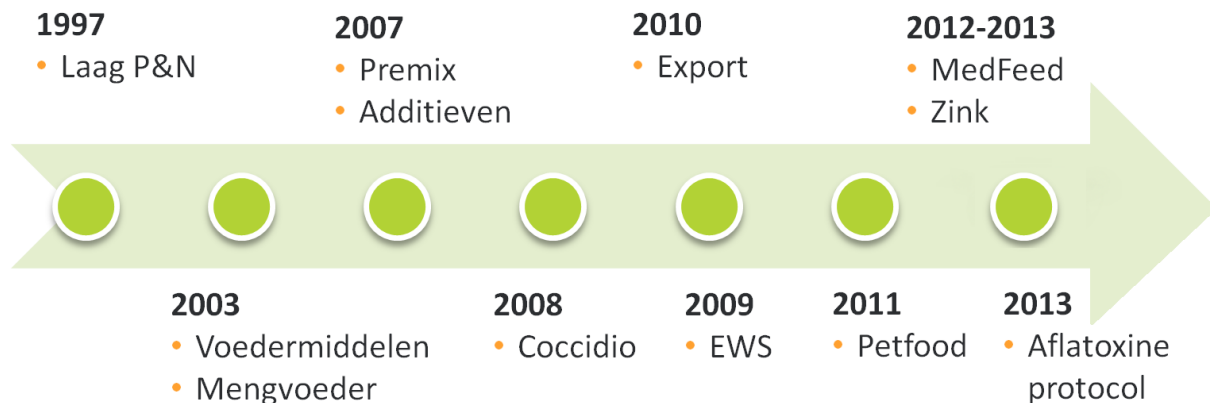 1997
• Laag P&N
2007
• Premix
• Additieven
2010
• Export
2012-2013
• MedFeed
• Zink
2003
• Voedermiddelen
• Mengvoeder
2008
• Coccidio
2009
• EWS
2011
• Petfood
2013
• Aflatoxine
protocol